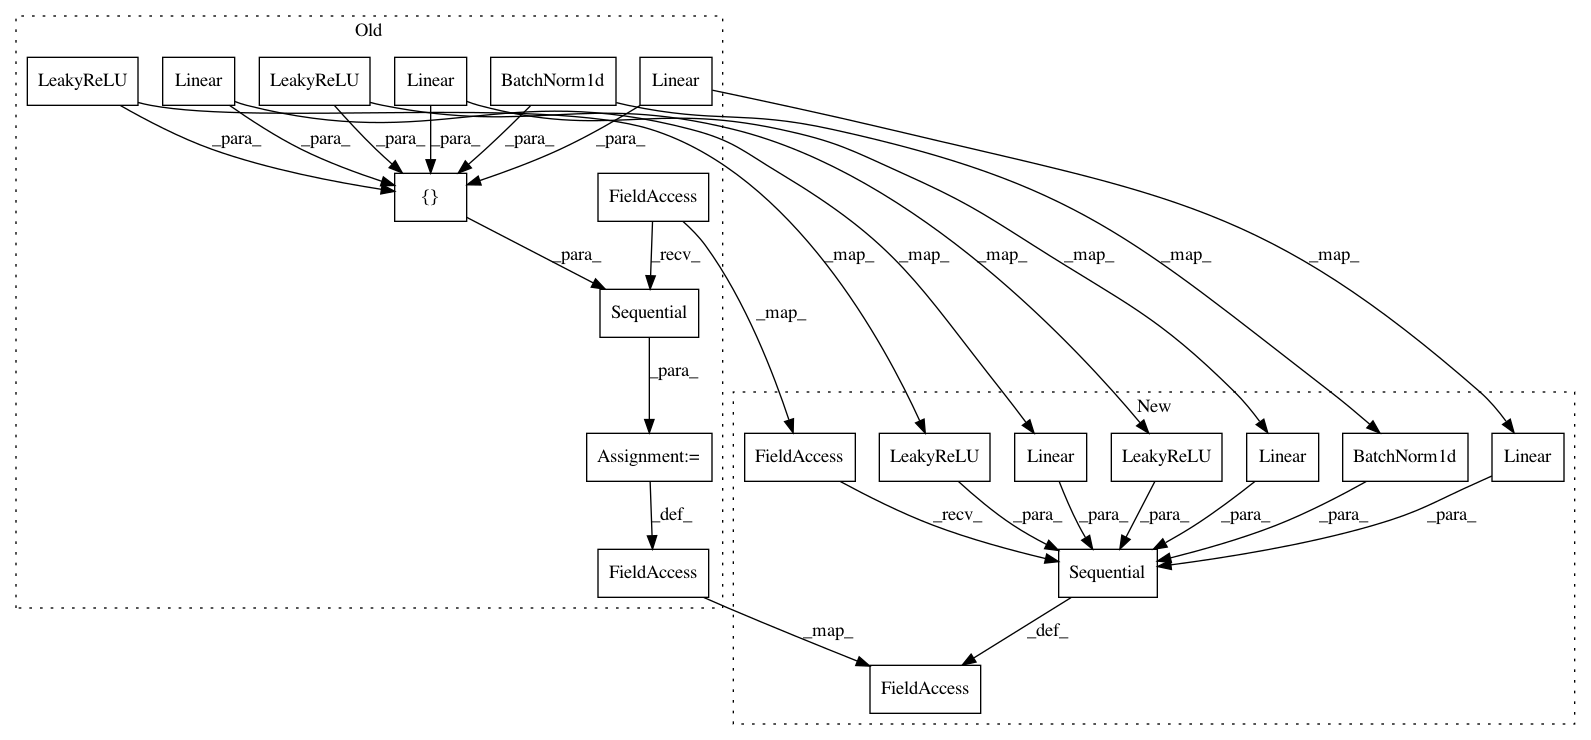 Old
LeakyReLU Linear LeakyReLU Linear BatchNorm1d Linear
_para_ _para_ _para_ _para_ _para_ _para_
{} FieldAccess
_para_ _recv_ _map_ _map_ _map_ _map_ _map_ _map_
Sequential _map_
_para_
New
Assignment:= FieldAccess LeakyReLU Linear LeakyReLU Linear BatchNorm1d Linear
_def_ _recv_ _para_ _para_ _para_ _para_ _para_ _para_
FieldAccess Sequential
_map_ _def_
FieldAccess